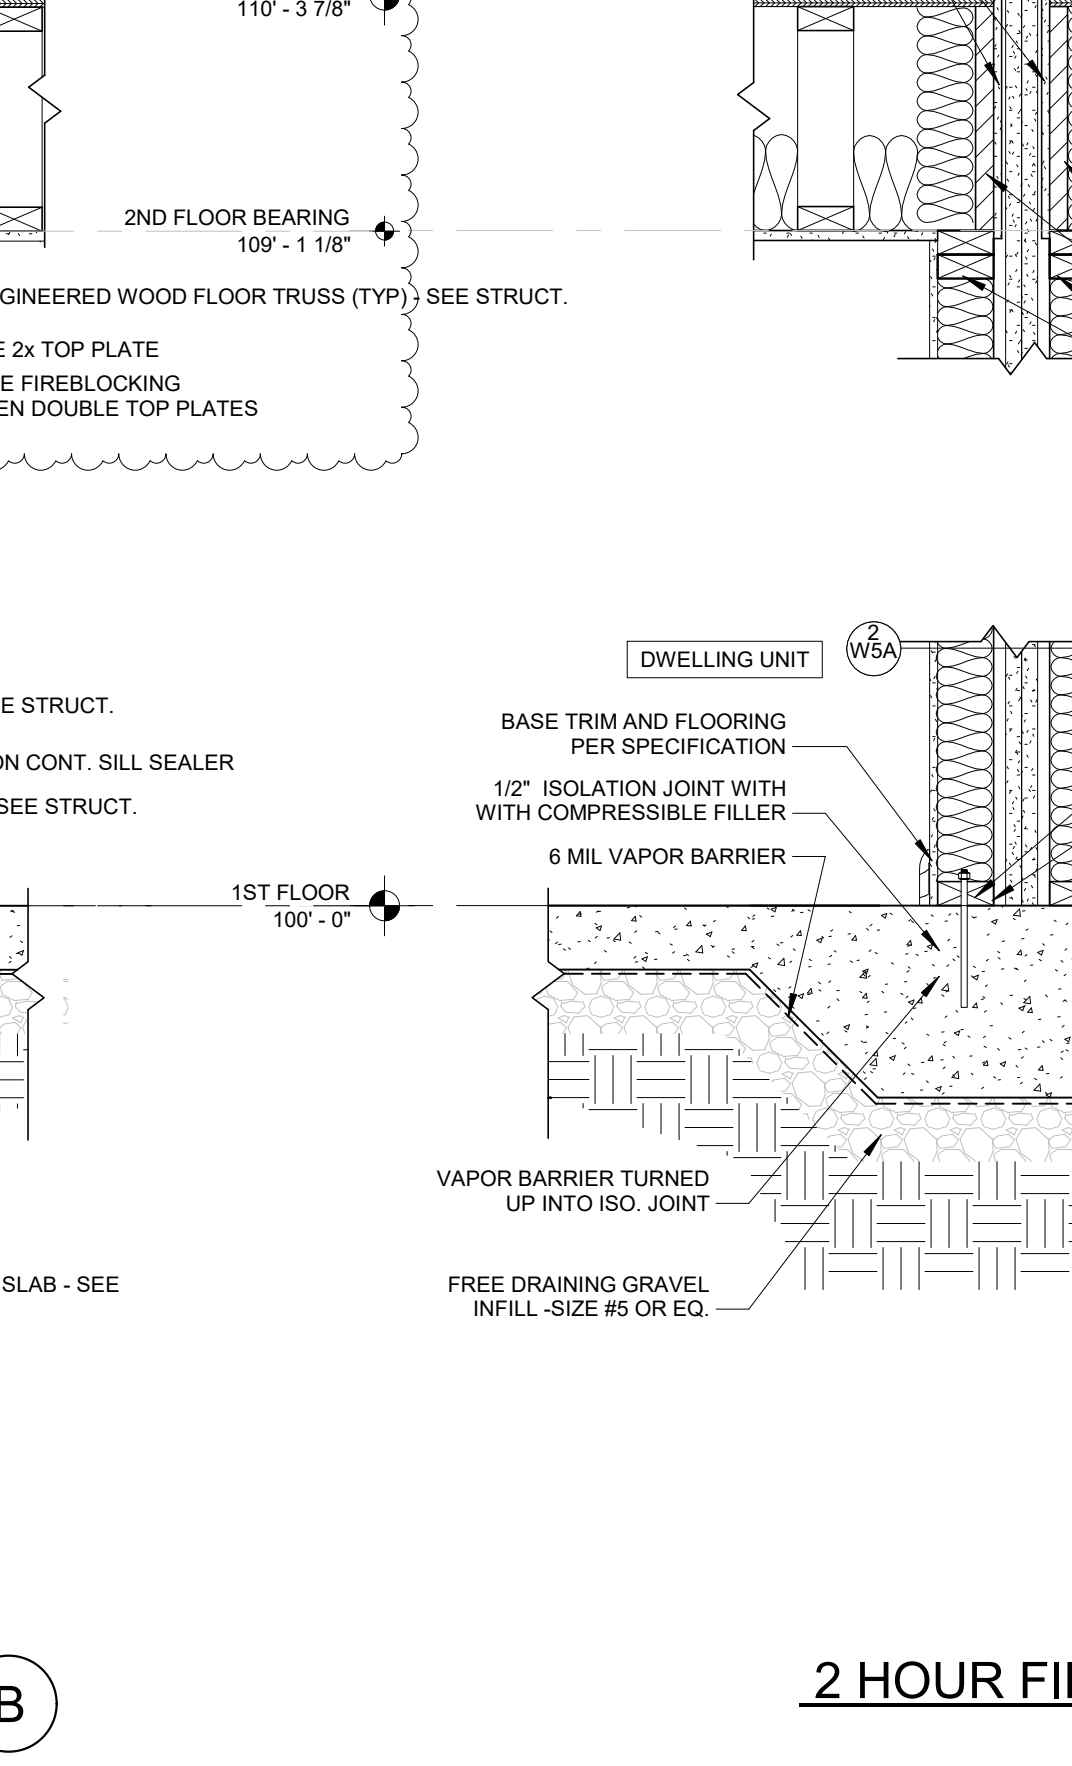 110' - 3 7/8"
2ND FLOOR BEARING
109' - 1 1/8"
GINEERED WOOD FLOOR TRUSS (TYP) - SEE STRUCT.
E 2x TOP PLATE
E FIREBLOCKING
EN DOUBLE TOP PLATES
DWELLING UNIT
2
W5A
E STRUCT.
BASE TRIM AND FLOORING
PER SPECIFICATION
ON CONT. SILL SEALER
1/2" ISOLATION JOINT WITH
WITH COMPRESSIBLE FILLER
SEE STRUCT.
6 MIL VAPOR BARRIER
1ST FLOOR
100' - 0"
VAPOR BARRIER TURNED
UP INTO ISO. JOINT
SLAB - SEE
FREE DRAINING GRAVEL
INFILL -SIZE #5 OR EQ.
B
2 HOUR FI